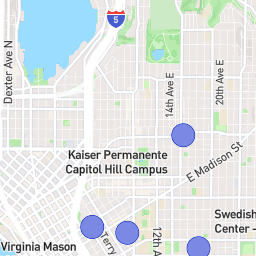 5
Dexter Ave N
14th Ave E
20th Ave E
Kaiser Permanente
Capitol Hill Campus
E Madison St
Swedish
Center –
Virginia Mason
Terry
12th